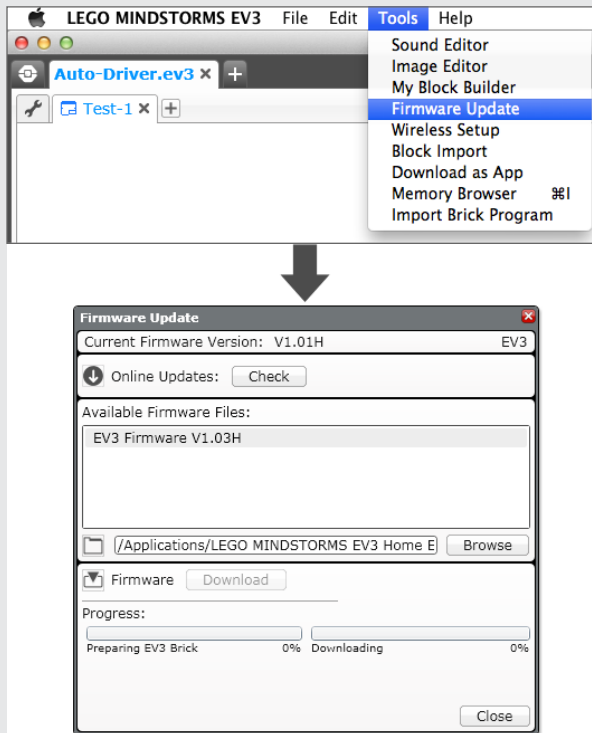 LEGO MINDSTORMS EV3 File Edit Tools Help
Sound Editor
Image Editor
My Block Builder
Firmware Update
Wireless Setup
Block Import
Download as App
Memory Browser ⌘I
Import Brick Program
Auto-Driver.ev3 × +
Test-1 × +
Firmware Update
Current Firmware Version: V1.01H EV3
Online Updates: Check
Available Firmware Files:
EV3 Firmware V1.03H
/Applications/LEGO MINDSTORMS EV3 Home E Browse
Firmware Download
Progress:
Preparing EV3 Brick 0% Downloading 0%
Close